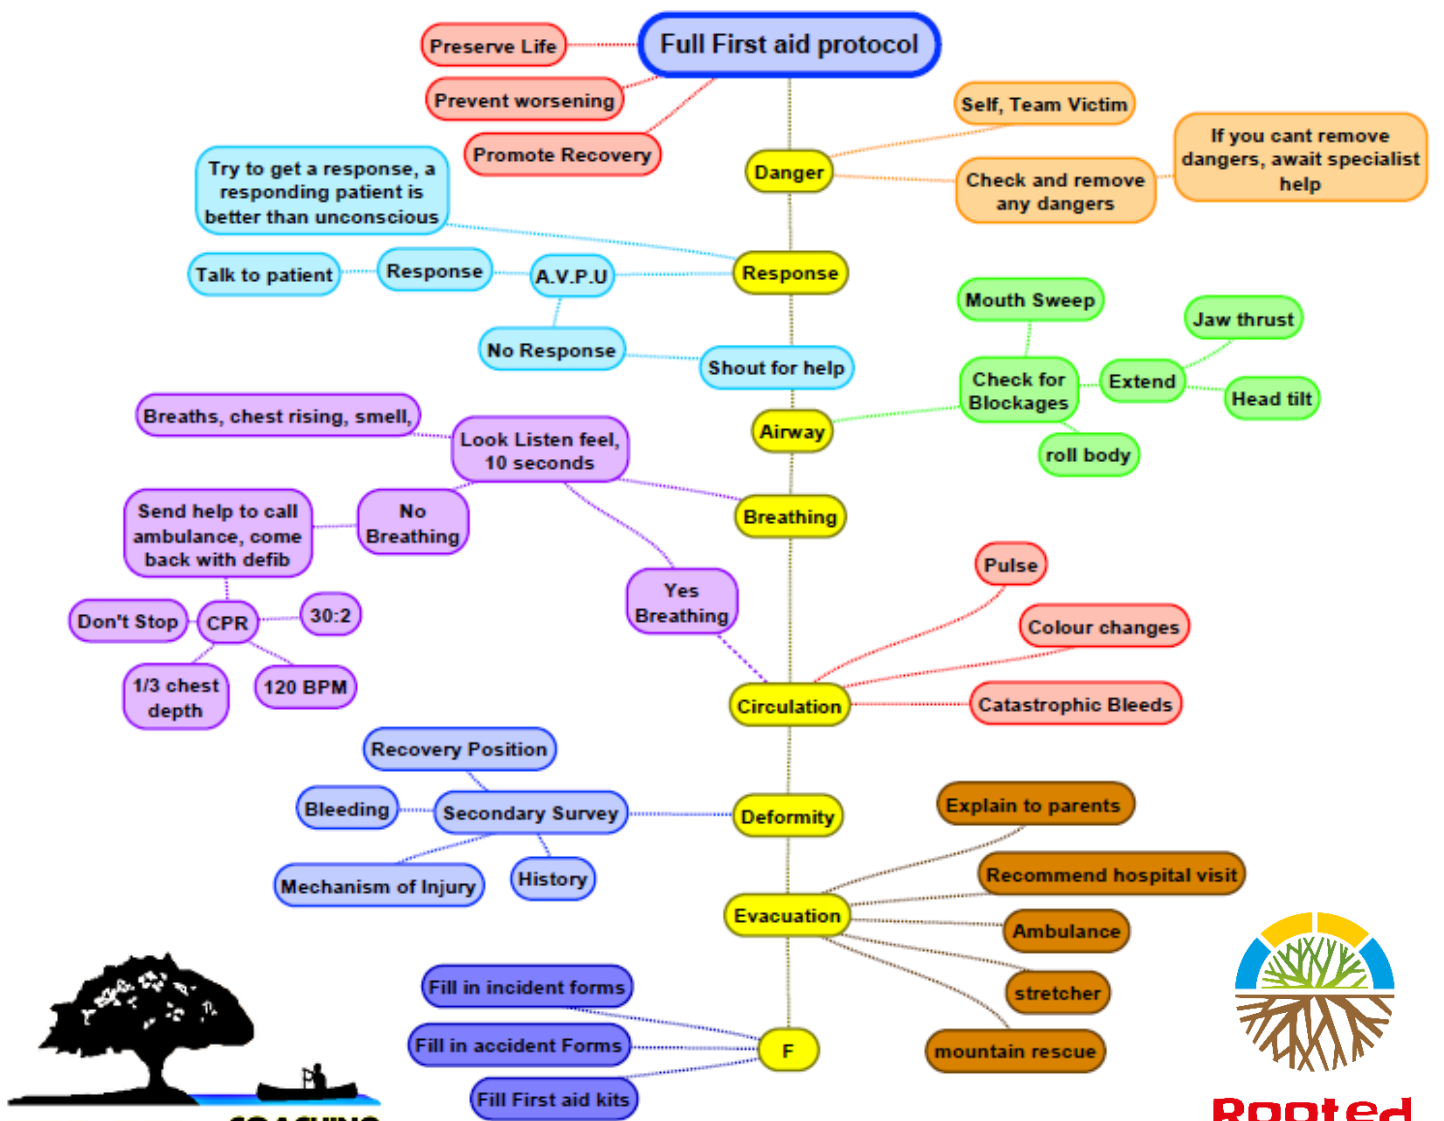 Full First aid protocol
Preserve Life
Prevent worsening
Promote Recovery
Danger
Self, Team Victim
Check and remove
any dangers
If you cant remove
dangers, await specialist
help
Response
Try to get a response, a
responding patient is
better than unconscious
A.V.P.U
Response
Talk to patient
No Response
Shout for help
Airway
Check for
Blockages
Mouth Sweep
Extend
Jaw thrust
Head tilt
roll body
Breathing
Look Listen feel,
10 seconds
Breaths, chest rising, smell,
No
Breathing
Send help to call
ambulance, come
back with defib
CPR
Don't Stop
30:2
1/3 chest
depth
120 BPM
Yes
Breathing
Circulation
Pulse
Colour changes
Catastrophic Bleeds
Deformity
Secondary Survey
Recovery Position
Bleeding
Mechanism of Injury
History
Evacuation
Explain to parents
Recommend hospital visit
Ambulance
stretcher
mountain rescue
F
Fill in incident forms
Fill in accident Forms
Fill First aid kits
COACHING
Rooted